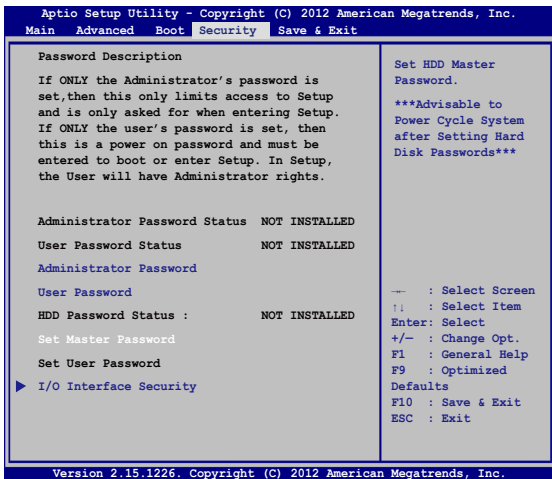 Aptio Setup Utility - Copyright (C) 2012 American Megatrends, Inc.
Main Advanced Boot Security Save & Exit
Password Description
If ONLY the Administrator's password is
set,then this only limits access to Setup
and is only asked for when entering Setup.
If ONLY the user's password is set, then
this is a power on password and must be
entered to boot or enter Setup. In Setup,
the User will have Administrator rights.
Administrator Password Status NOT INSTALLED
User Password Status NOT INSTALLED
Administrator Password
User Password
HDD Password Status : NOT INSTALLED
Set Master Password
Set User Password
I/O Interface Security
Set HDD Master
Password.
***Advisable to
Power Cycle System
after Setting Hard
Disk Passwords***
→← : Select Screen
↑↓ : Select Item
Enter: Select
+/— : Change Opt.
F1 : General Help
F9 : Optimized
Defaults
F10 : Save & Exit
ESC : Exit
Version 2.15.1226. Copyright (C) 2012 American Megatrends, Inc.